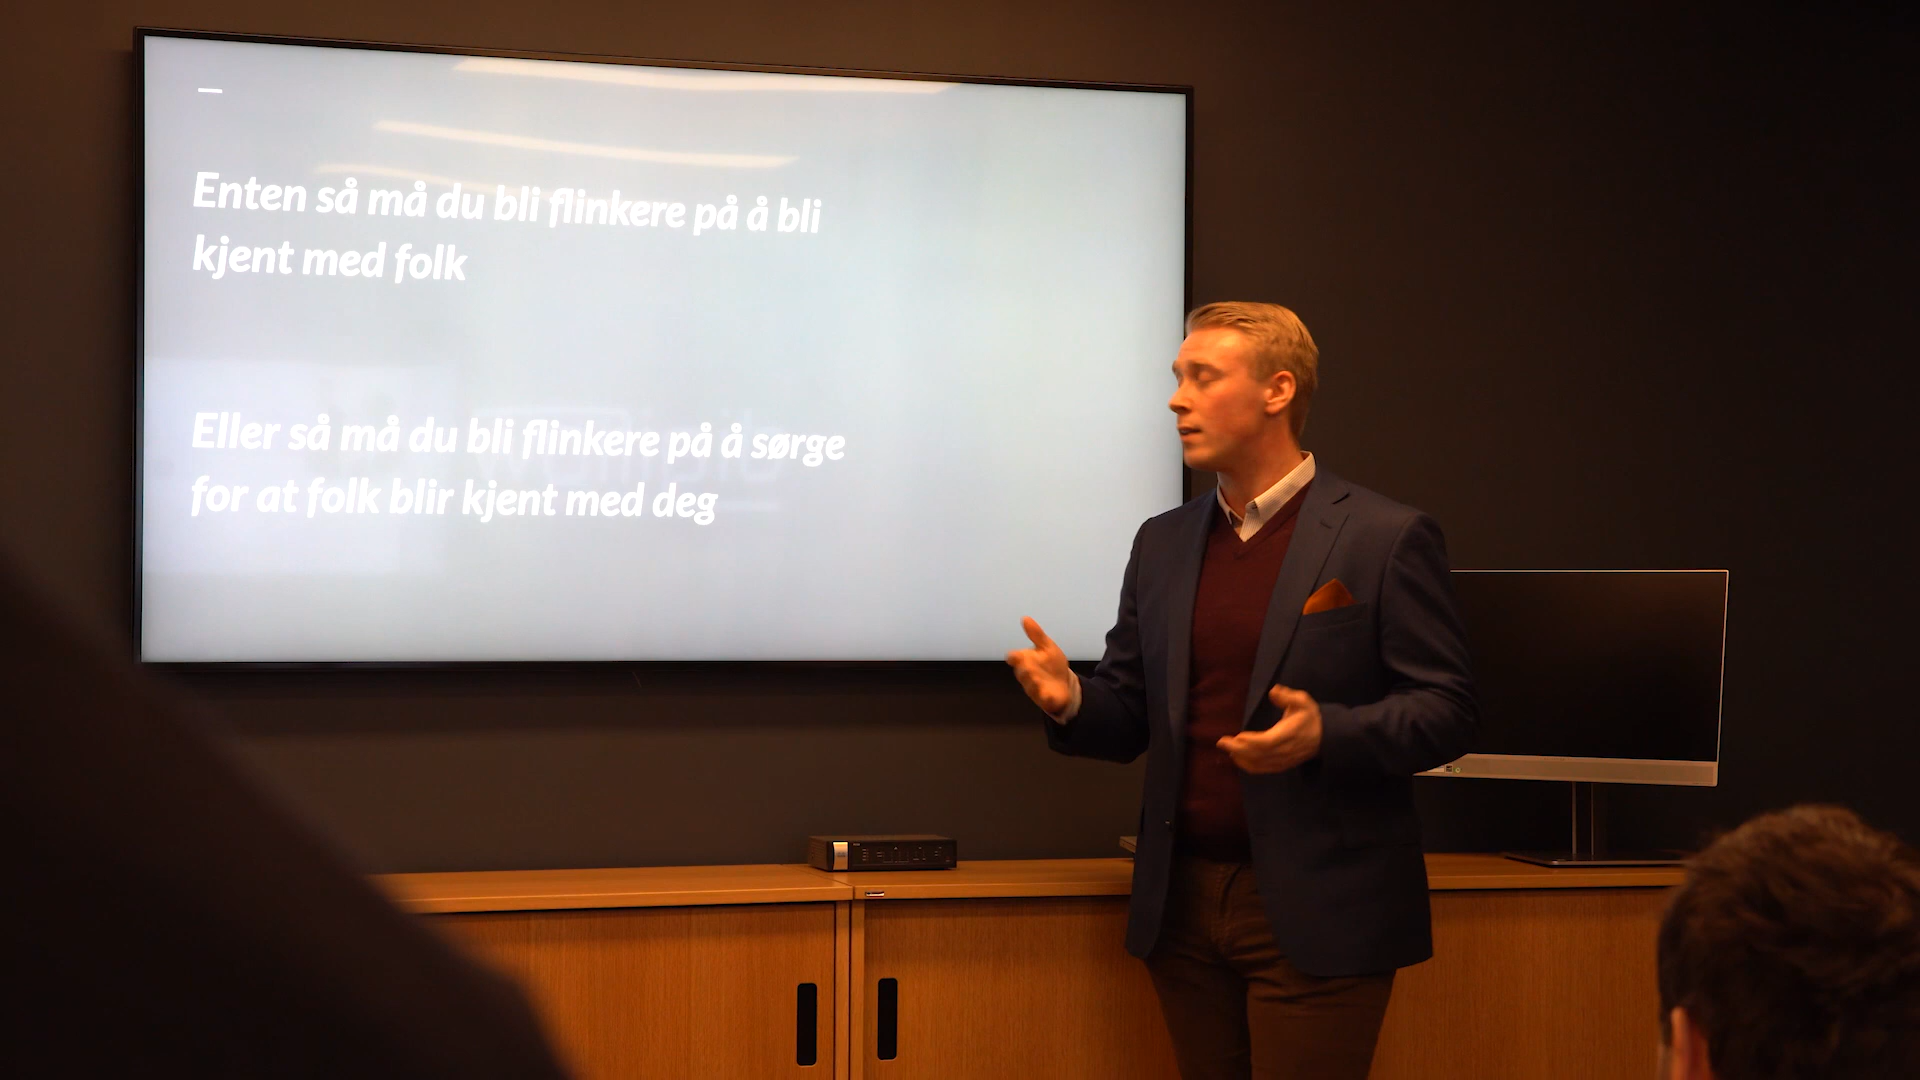 Enten så må du bli flinkere på å bli
kjent med folk
Eller så må du bli flinkere på å sørge
for at folk blir kjent med deg